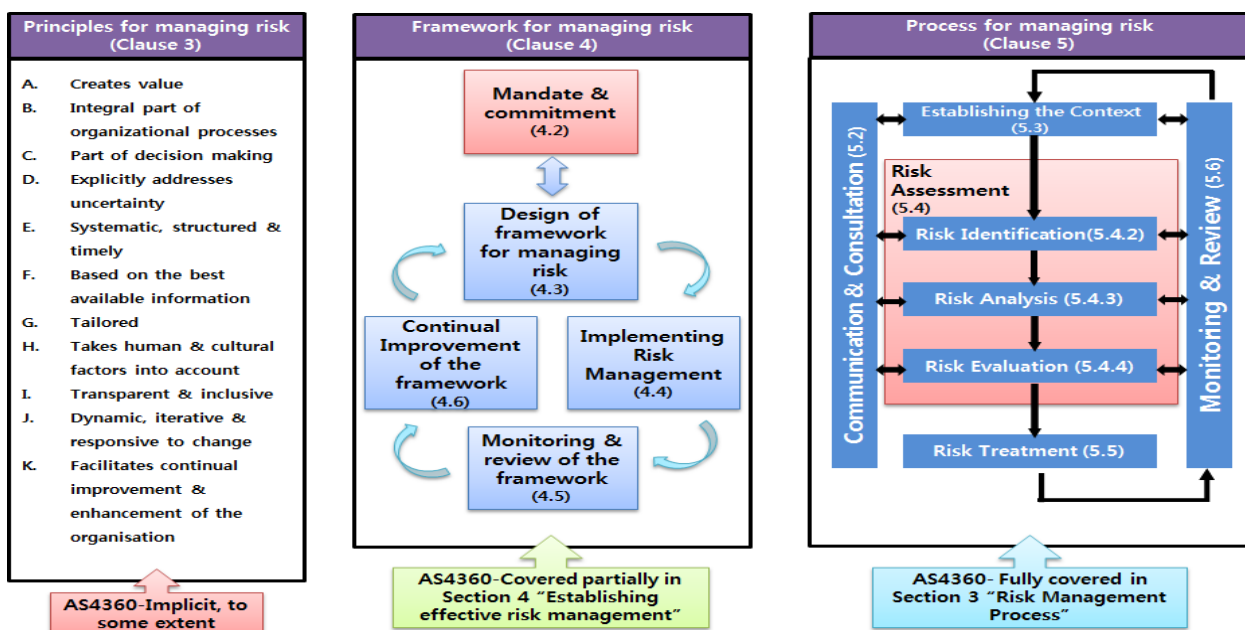 Principles for managing risk
(Clause 3)
A. Creates value
B. Integral part of
organizational processes
C. Part of decision making
D. Explicitly addresses
uncertainty
E. Systematic, structured &
timely
F. Based on the best
available information
G. Tailored
H. Takes human & cultural
factors into account
I. Transparent & inclusive
J. Dynamic, iterative &
responsive to change
K. Facilitates continual
improvement &
enhancement of the
organisation
AS4360-Implicit, to
some extent
Framework for managing risk
(Clause 4)
Mandate &
commitment
(4.2)
Design of
framework
for managing
risk
(4.3)
Continual
Improvement
of the
framework
(4.6)
Implementing
Risk
Management
(4.4)
Monitoring &
review of the
framework
(4.5)
AS4360-Covered partially in
Section 4 “Establishing
effective risk management”
Process for managing risk
(Clause 5)
Communication & Consultation (5.2)
Establishing the Context
(5.3)
Risk
Assessment
(5.4)
Risk Identification(5.4.2)
Risk Analysis (5.4.3)
Risk Evaluation (5.4.4)
Risk Treatment (5.5)
Monitoring & Review (5.6)
AS4360- Fully covered in
Section 3 “Risk Management
Process”